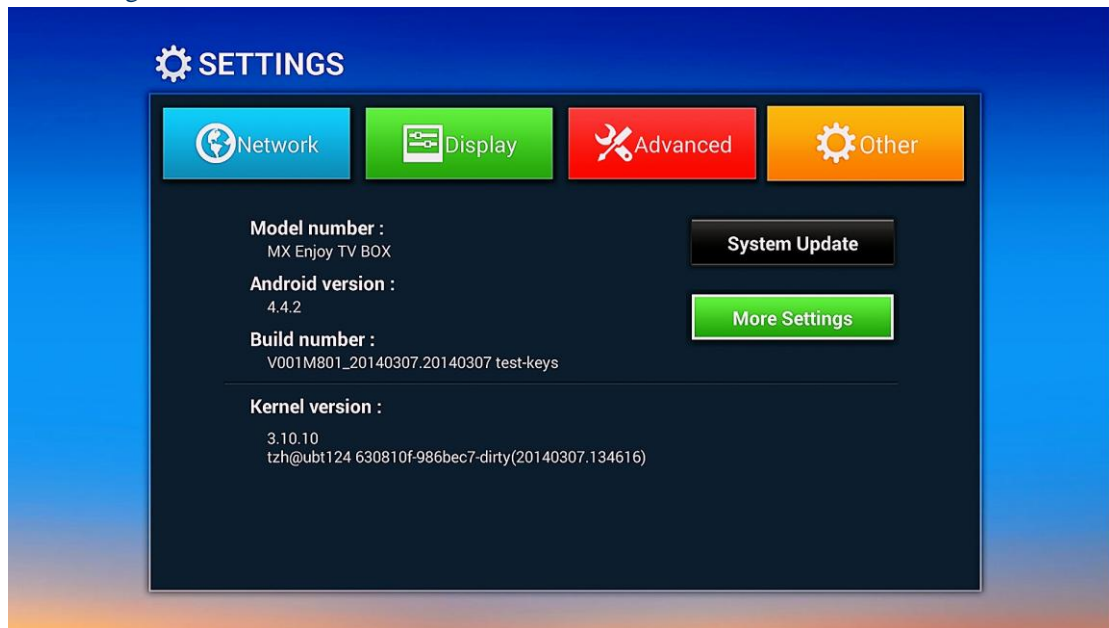 SETTINGS
Network Display Advanced Other
Model number :
MX Enjoy TV BOX
System Update
Android version :
4.4.2
More Settings
Build number :
V001M801_20140307.20140307 test-keys
Kernel version :
3.10.10
tzh@ubt124 630810f-986bec7-dirty(20140307.134616)